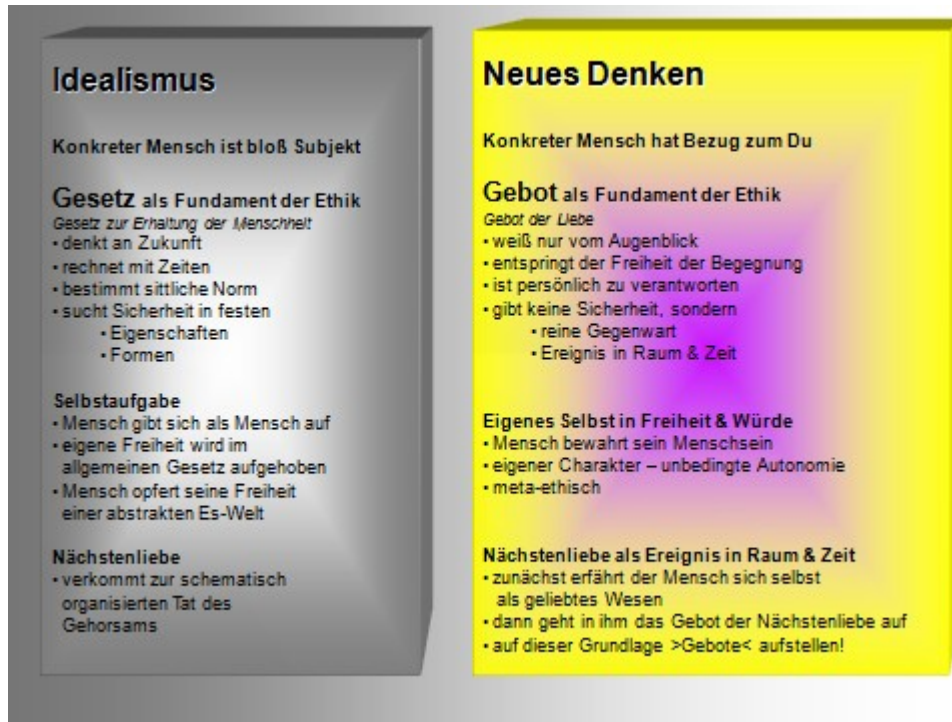 Idealismus
Konkreter Mensch ist bloß Subjekt
Gesetz als Fundament der Ethik
Gesetz zur Erhaltung der Menschheit
• denkt an Zukunft
• rechnet mit Zeiten
• bestimmt sittliche Norm
• sucht Sicherheit in festen
• Eigenschaften
• Formen
Selbstaufgabe
• Mensch gibt sich als Mensch auf
• eigene Freiheit wird im
allgemeinen Gesetz aufgehoben
• Mensch opfert seine Freiheit
einer abstrakten Es-Welt
Nächstenliebe
• verkommt zur schematisch
organisierten Tat des
Gehorsams
Neues Denken
Konkreter Mensch hat Bezug zum Du
Gebot als Fundament der Ethik
Gebot der Liebe
• weiß nur vom Augenblick
• entspringt der Freiheit der Begegnung
• ist persönlich zu verantworten
• gibt keine Sicherheit, sondern
• reine Gegenwart
• Ereignis in Raum & Zeit
Eigenes Selbst in Freiheit & Würde
• Mensch bewahrt sein Menschsein
• eigener Charakter – unbedingte Autonomie
• meta-ethisch
Nächstenliebe als Ereignis in Raum & Zeit
• zunächst erfährt der Mensch sich selbst
als geliebtes Wesen
• dann geht in ihm das Gebot der Nächstenliebe auf
• auf dieser Grundlage >Gebote< aufstellen!